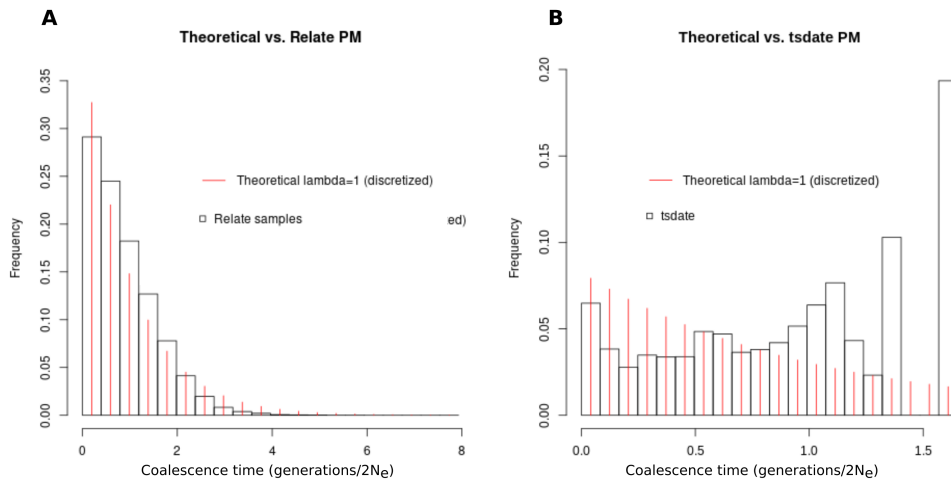 A
Theoretical vs. Relate PM
0.35
0.30
0.25
0.20
0.15
0.10
0.05
0.00
Frequency
Theoretical lambda=1 (discretized)
Relate samples
ed)
0 2 4 6 8
Coalescence time (generations/2Ne)
B
Theoretical vs. tsdate PM
0.20
0.15
0.10
0.05
0.00
Frequency
Theoretical lambda=1 (discretized)
tsdate
0.0 0.5 1.0 1.5
Coalescence time (generations/2Ne)